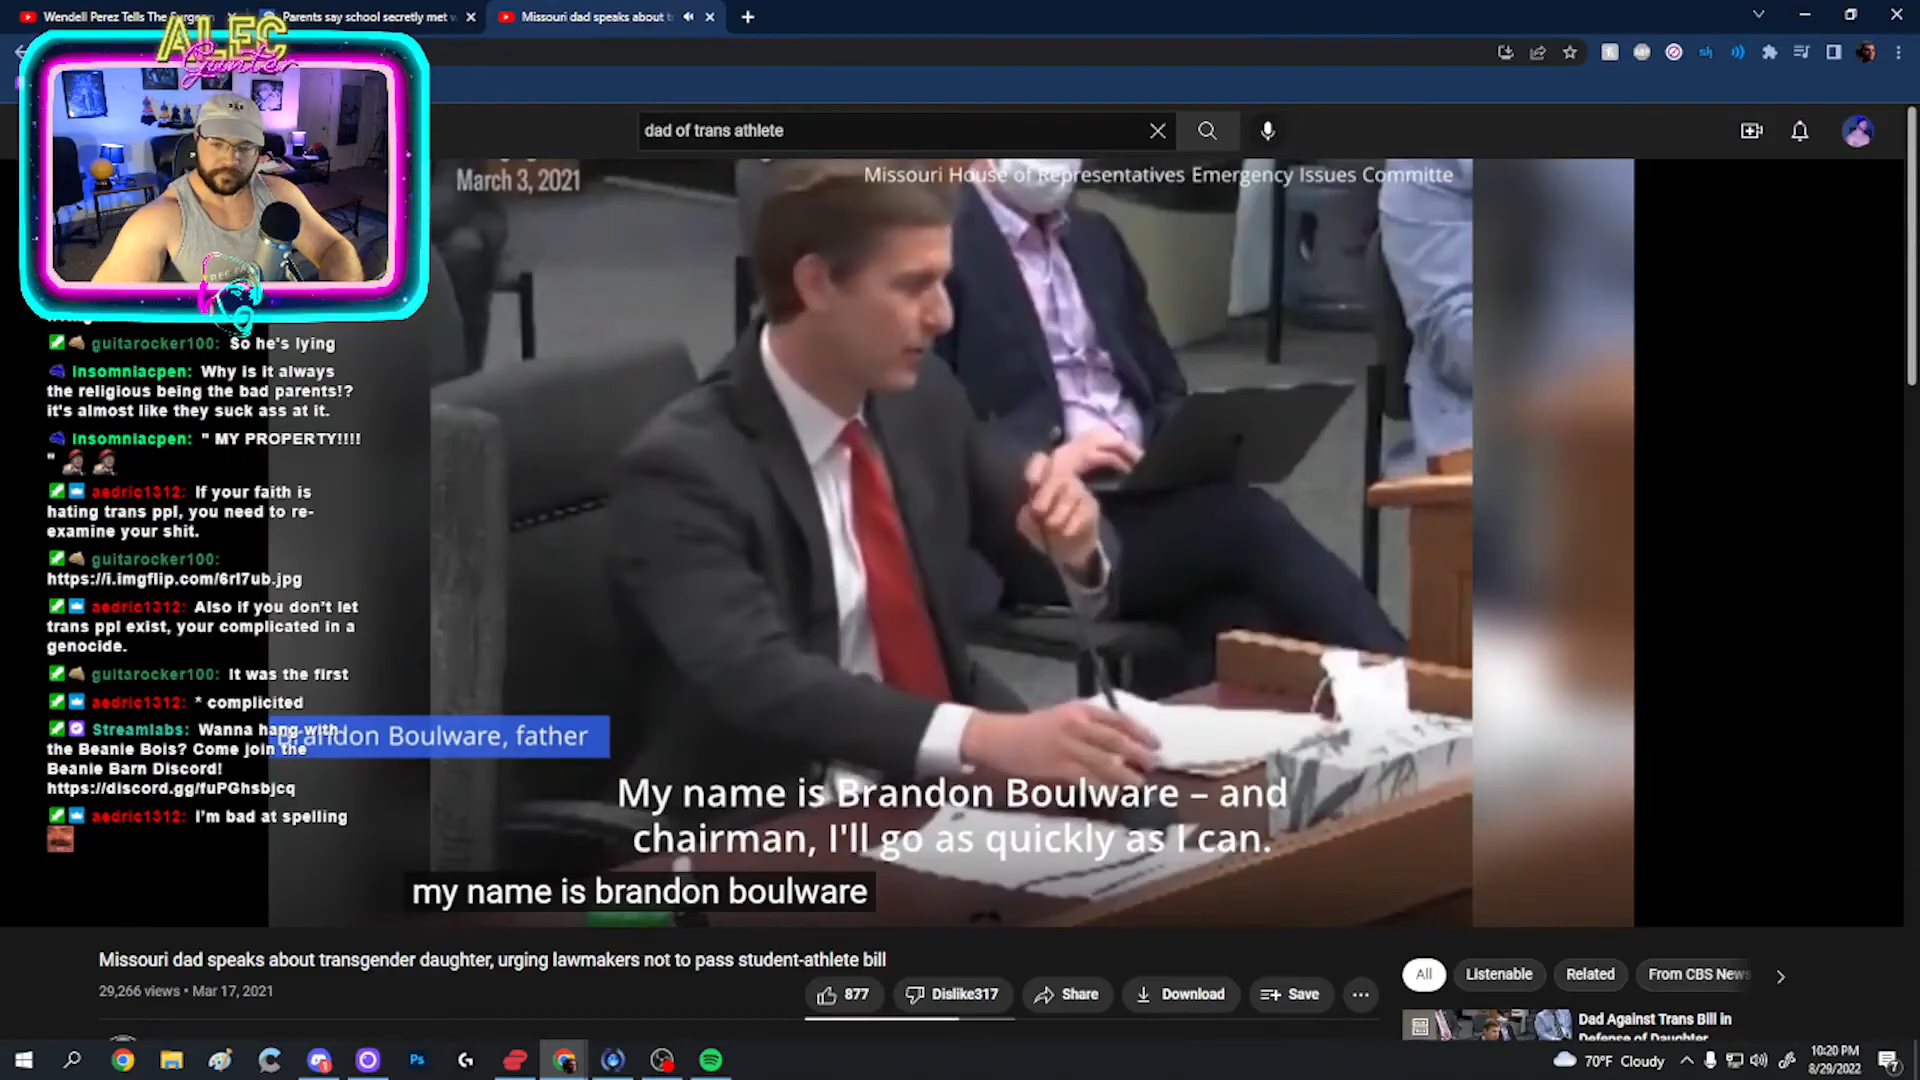 Wendell Perez Tells The Surgeon
Parents say school secretly met w
Missouri dad speaks about t
ALEC
Gunter
dad of trans athlete
March 3, 2021
Missouri House of Representatives Emergency Issues Committe
guitarocker100: So he's lying
Insomniacpen: Why is it always
the religious being the bad parents!?
it's almost like they suck ass at it.
Insomniacpen: " MY PROPERTY!!!!
"
aedric1312: If your faith is
hating trans ppl, you need to re-
examine your shit.
guitarocker100:
https://i.imgflip.com/6rl7ub.jpg
aedric1312: Also if you don't let
trans ppl exist, your complicated in a
genocide.
guitarocker100: It was the first
aedric1312: * complicited
Streamlabs: Wanna hang with
the Beanie Bois? Come join the
Beanie Barn Discord!
https://discord.gg/fuPGhsbjcq
aedric1312: I'm bad at spelling
Brandon Boulware, father
My name is Brandon Boulware – and
chairman, I'll go as quickly as I can.
my name is brandon boulware
Missouri dad speaks about transgender daughter, urging lawmakers not to pass student-athlete bill
29,266 views • Mar 17, 2021
877
Dislike317
Share
Download
Save
All
Listenable
Related
From CBS News
Dad Against Trans Bill in
Defense of Daughter
70°F Cloudy
10:20 PM
8/29/2022
7